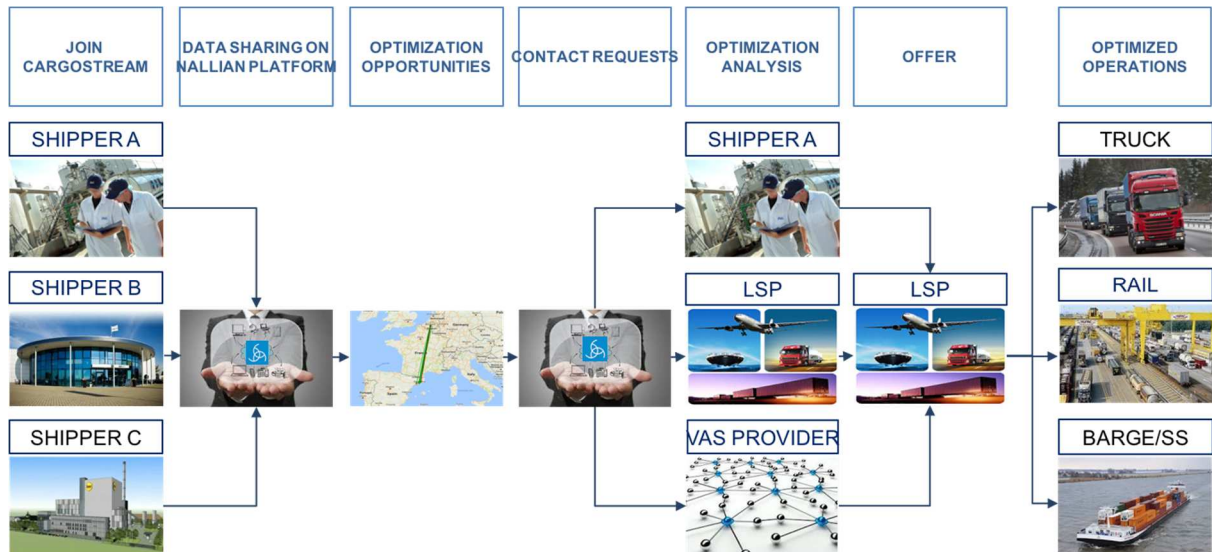 JOIN
CARGOSTREAM
DATA SHARING ON
NALLIAN PLATFORM
OPTIMIZATION
OPPORTUNITIES
CONTACT REQUESTS
OPTIMIZATION
ANALYSIS
OFFER
OPTIMIZED
OPERATIONS
SHIPPER A
SHIPPER A
TRUCK
SHIPPER B
LSP
LSP
RAIL
SHIPPER C
VAS PROVIDER
BARGE/SS